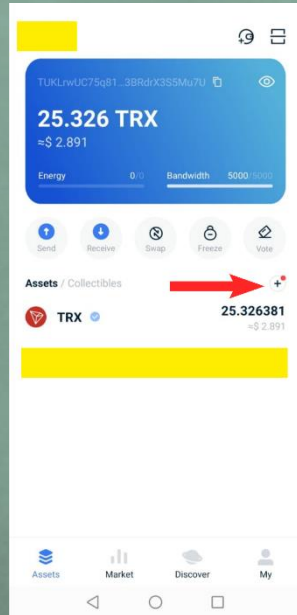 TUKLrwUC75q81...3BRdrX3S5Mu7U
25.326 TRX
≈$ 2.891
Energy 0/0 Bandwidth 5000/5000
Send Receive Swap Freeze Vote
Assets / Collectibles
TRX 25.326381
≈$ 2.891
Assets Market Discover My